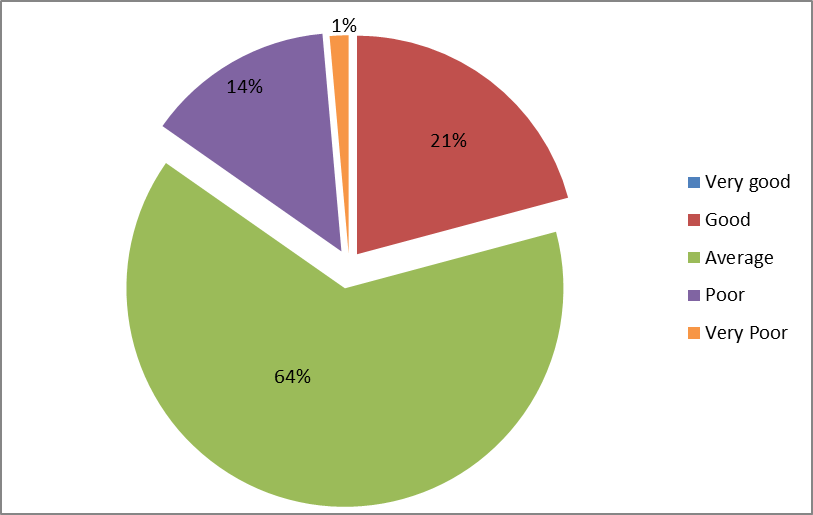 1%
14%
21%
64%
Very good
Good
Average
Poor
Very Poor